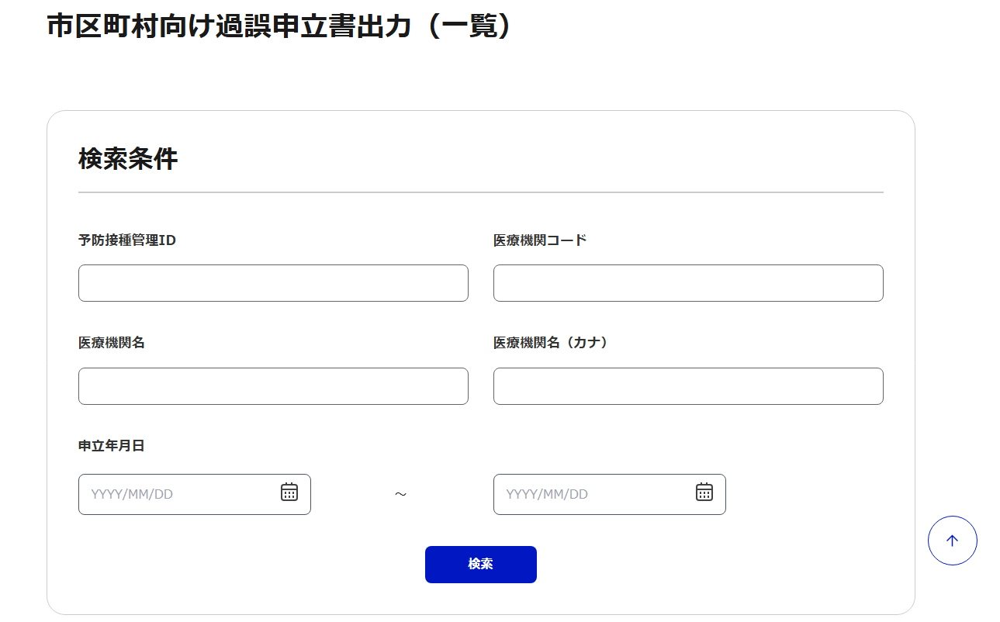 市区町村向け過誤申立書出力（一覧）
検索条件
予防接種管理ID
医療機関コード
医療機関名
医療機関名（カナ）
申立年月日
YYYY/MM/DD
～
YYYY/MM/DD
検索